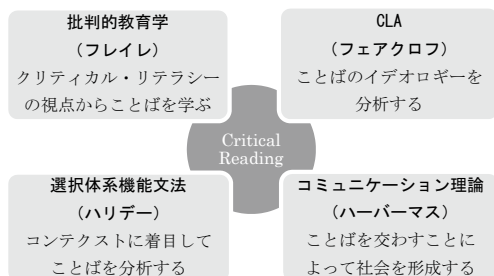 批判的教育学
（フレイレ）
クリティカル・リテラシー
の視点からことばを学ぶ
CLA
（フェアクロフ）
ことばのイデオロギーを
分析する
Critical
Reading
選択体系機能文法
（ハリデー）
コンテクストに着目して
ことばを分析する
コミュニケーション理論
（ハーバーマス）
ことばを交わすことに
よって社会を形成する